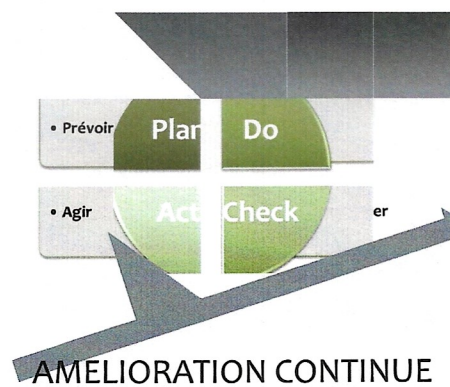 • Prévoir Plan Do
• Agir Act Check er
AMELIORATION CONTINUE